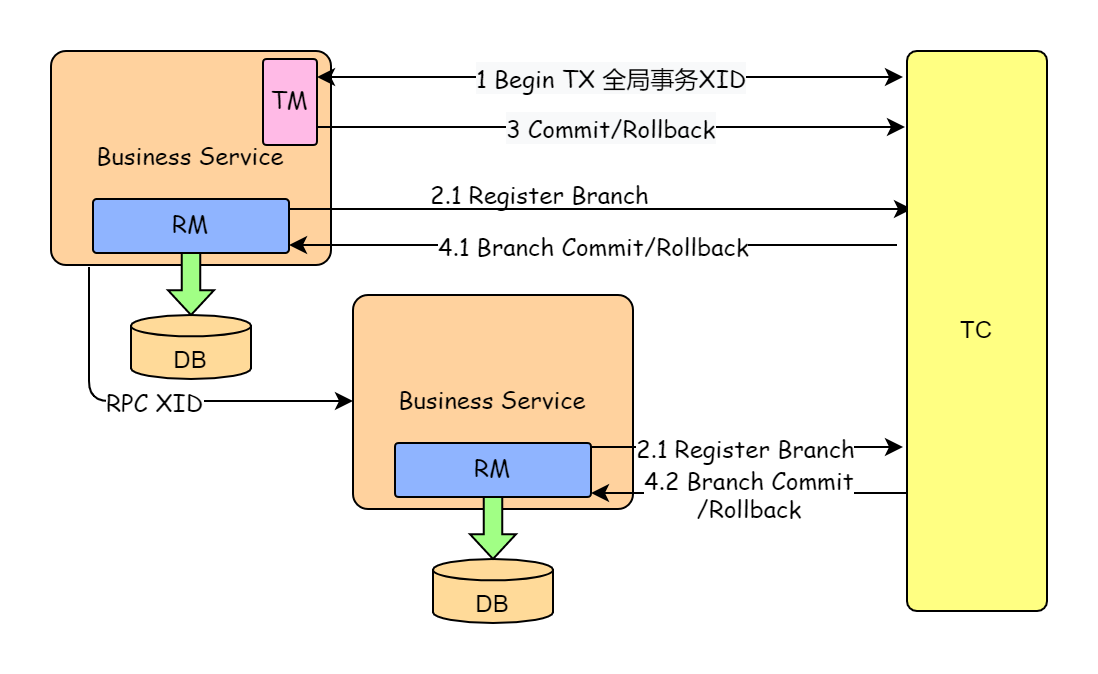 1 Begin TX 全局事务XID
TM
3 Commit/Rollback
Business Service
2.1 Register Branch
RM
4.1 Branch Commit/Rollback
DB
TC
RPC XID
Business Service
2.1 Register Branch
RM
4.2 Branch Commit
/Rollback
DB